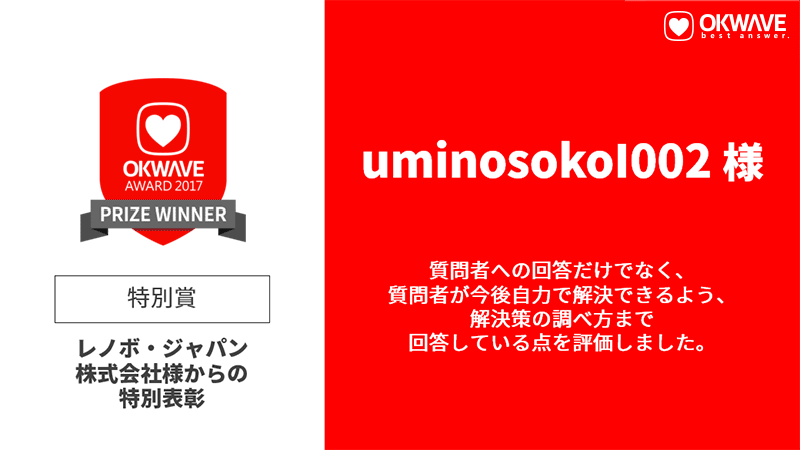 OKWAVE
AWARD 2017
PRIZE WINNER
特別賞
レノボ・ジャパン
株式会社様からの
特別表彰
OKWAVE
best answer.
uminosokoI002 様
質問者への回答だけでなく、
質問者が今後自力で解決できるよう、
解決策の調べ方まで
回答している点を評価しました。